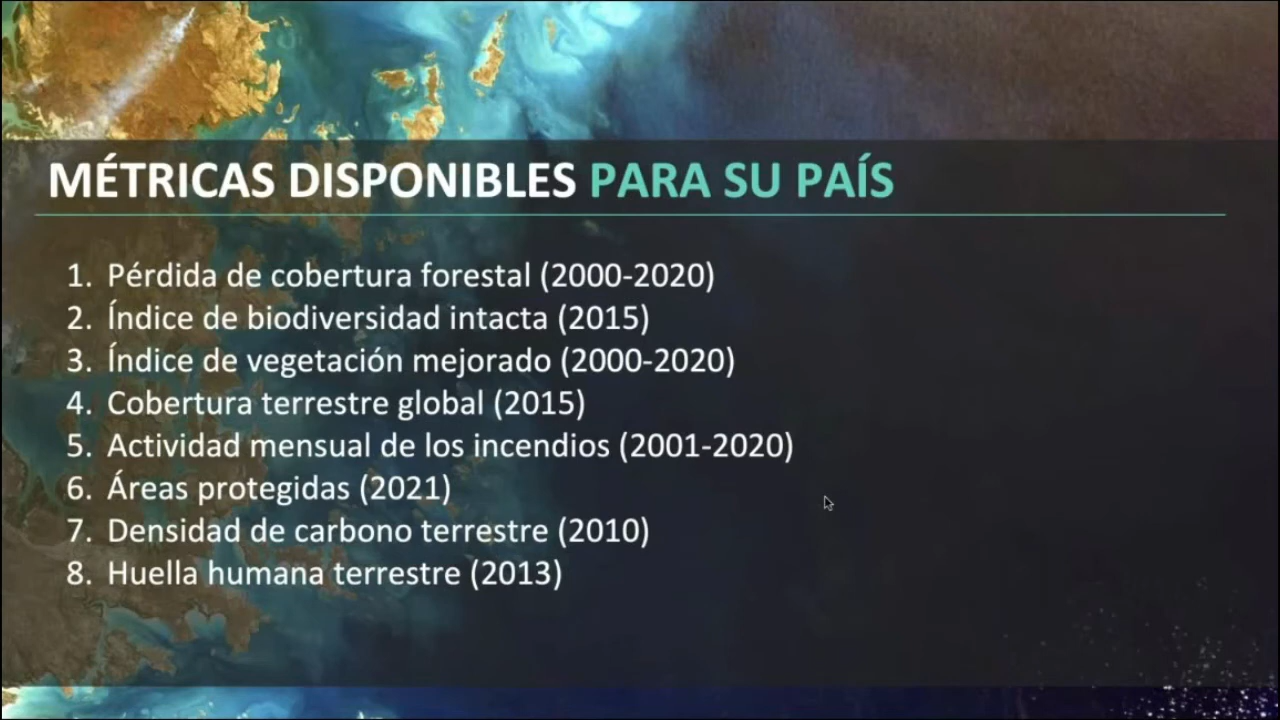 MÉTRICAS DISPONIBLES PARA SU PAÍS
1. Pérdida de cobertura forestal (2000-2020)
2. Índice de biodiversidad intacta (2015)
3. Índice de vegetación mejorado (2000-2020)
4. Cobertura terrestre global (2015)
5. Actividad mensual de los incendios (2001-2020)
6. Áreas protegidas (2021)
7. Densidad de carbono terrestre (2010)
8. Huella humana terrestre (2013)